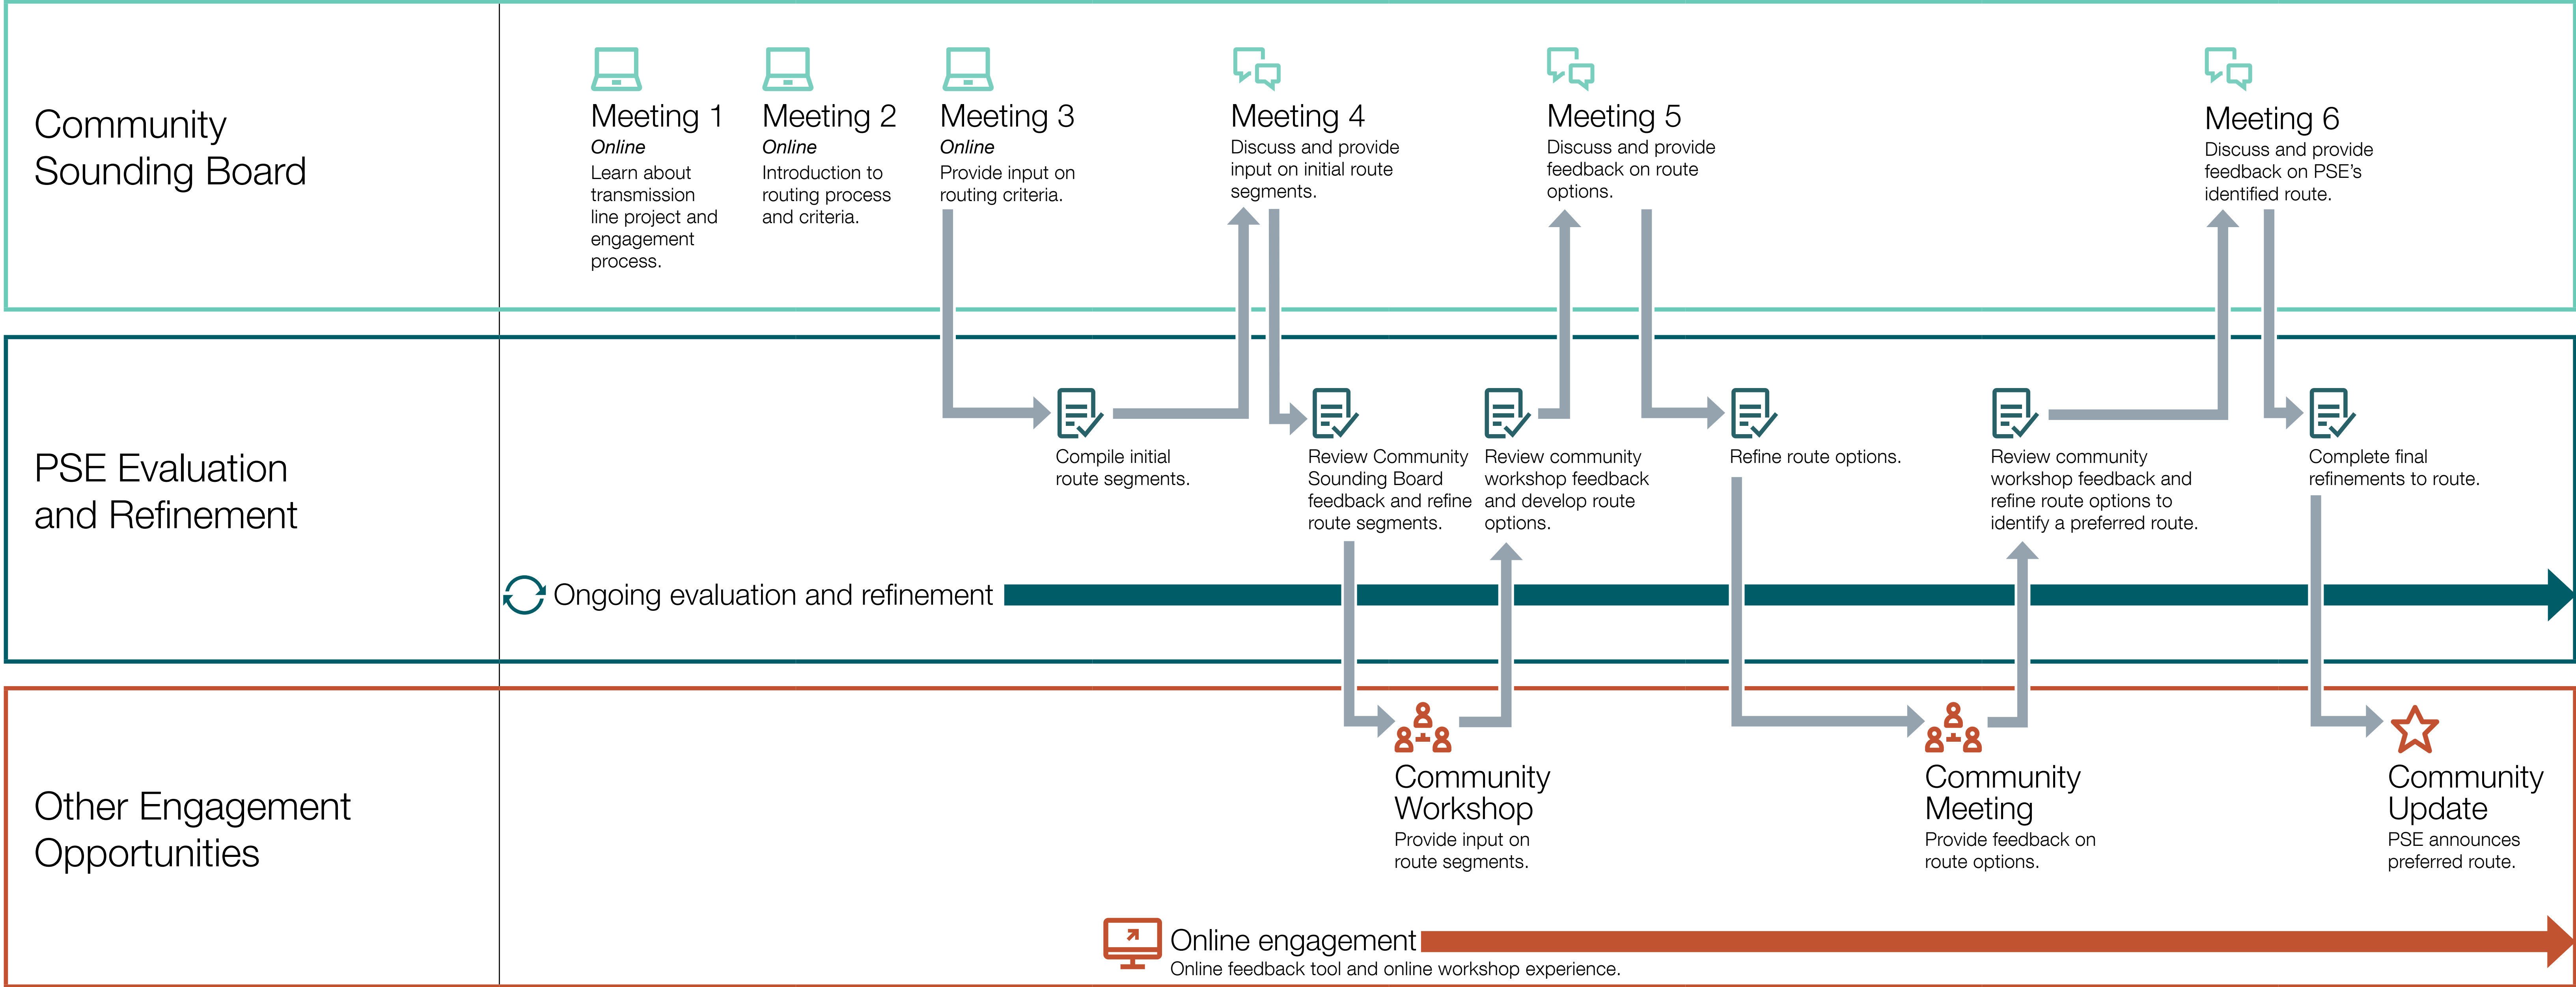 Community
Sounding Board
Meeting 1
Online
Learn about
transmission
line project and
engagement
process.
Meeting 2
Online
Introduction to
routing process
and criteria.
Meeting 3
Online
Provide input on
routing criteria.
Meeting 4
Discuss and provide
input on initial route
segments.
Meeting 5
Discuss and provide
feedback on route
options.
Meeting 6
Discuss and provide
feedback on PSE's
identified route.
PSE Evaluation
and Refinement
Compile initial
route segments.
Review Community
Sounding Board
feedback and refine
route segments.
Review community
workshop feedback
and develop route
options.
Refine route options.
Review community
workshop feedback and
refine route options to
identify a preferred route.
Complete final
refinements to route.
Ongoing evaluation and refinement
Other Engagement
Opportunities
Community
Workshop
Provide input on
route segments.
Community
Meeting
Provide feedback on
route options.
Community
Update
PSE announces
preferred route.
Online engagement
Online feedback tool and online workshop experience.